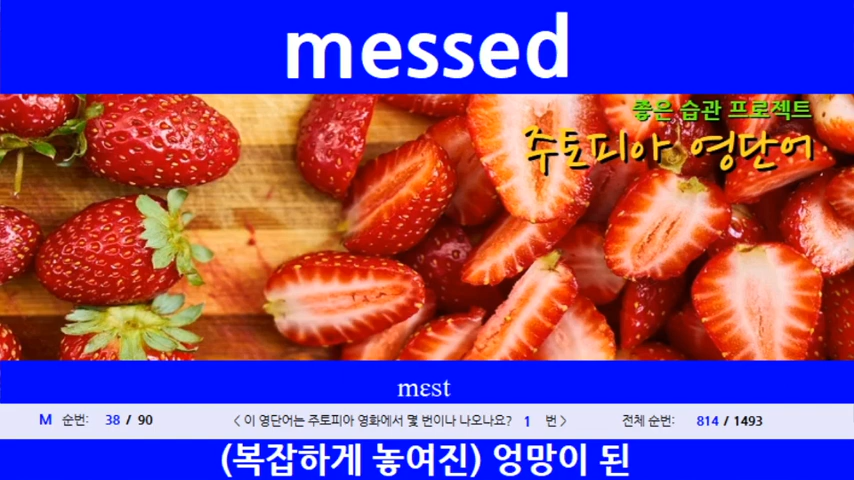 messed
좋은 습관 프로젝트
주토피아 영단어
mɛst
M 순번: 38 / 90 < 이 영단어는 주토피아 영화에서 몇 번이나 나오나요? 1 번 > 전체 순번: 814 / 1493
(복잡하게 놓여진) 엉망이 된